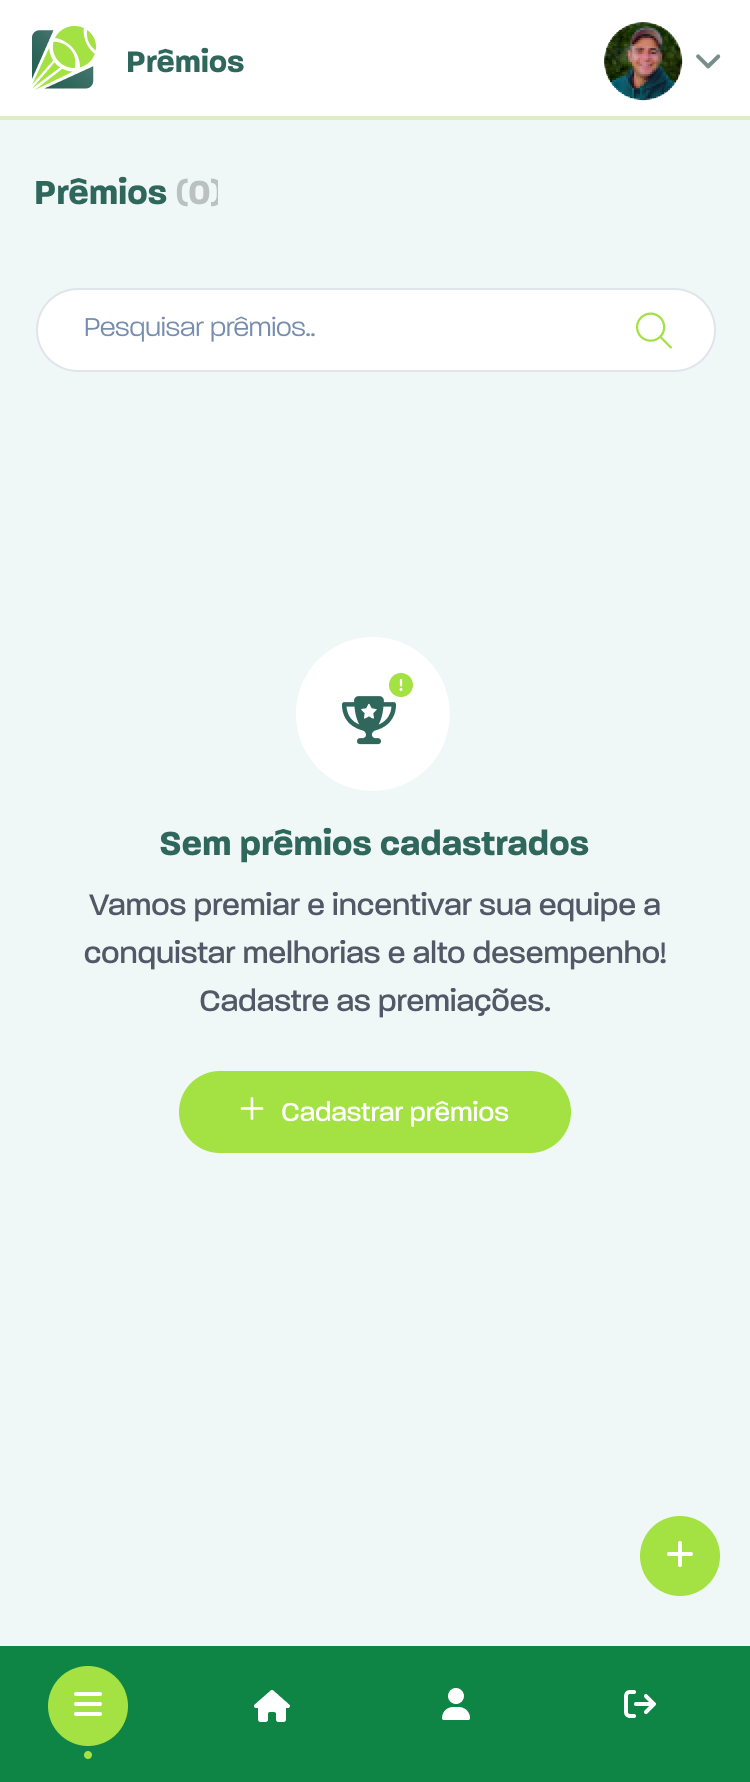 Prêmios
Prêmios (0)
Pesquisar prêmios..
Sem prêmios cadastrados
Vamos premiar e incentivar sua equipe a
conquistar melhorias e alto desempenho!
Cadastre as premiações.
Cadastrar prêmios